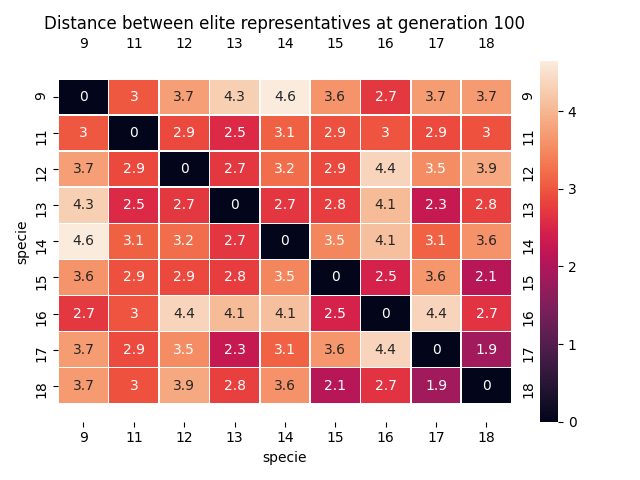 Distance between elite representatives at generation 100
9 11 12 13 14 15 16 17 18
9 0 3 3.7 4.3 4.6 3.6 2.7 3.7 3.7 9
11 3 0 2.9 2.5 3.1 2.9 3 2.9 3 11
12 3.7 2.9 0 2.7 3.2 2.9 4.4 3.5 3.9 12
13 4.3 2.5 2.7 0 2.7 2.8 4.1 2.3 2.8 13
14 4.6 3.1 3.2 2.7 0 3.5 4.1 3.1 3.6 14
15 3.6 2.9 2.9 2.8 3.5 0 2.5 3.6 2.1 15
16 2.7 3 4.4 4.1 4.1 2.5 0 4.4 2.7 16
17 3.7 2.9 3.5 2.3 3.1 3.6 4.4 0 1.9 17
18 3.7 3 3.9 2.8 3.6 2.1 2.7 1.9 0 18
9 11 12 13 14 15 16 17 18
specie
specie
4
3
2
1
0